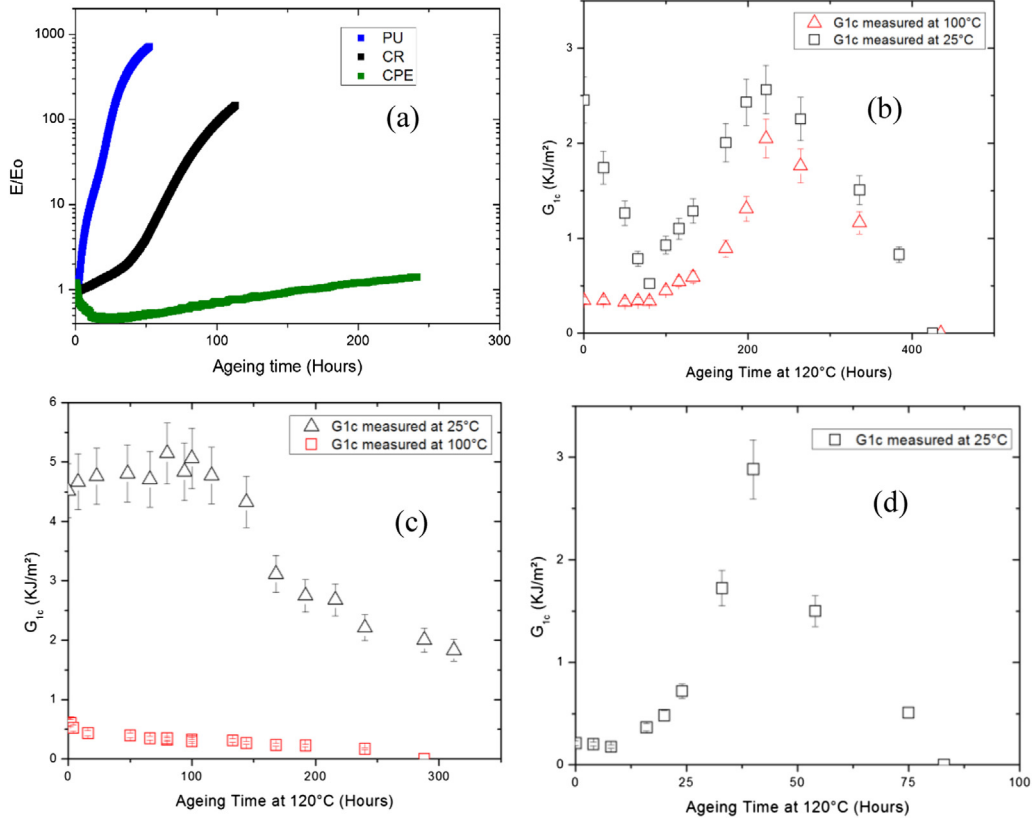 (a)
PU
CR
CPE
1000
100
10
1
E/Eo
0
100
200
300
Ageing time (Hours)
(b)
G1c measured at 100°C
G1c measured at 25°C
3
2
1
0
G1c (KJ/m²)
0
200
400
Ageing Time at 120°C (Hours)
(c)
G1c measured at 25°C
G1c measured at 100°C
6
5
4
3
2
1
0
G1c (KJ/m²)
0
100
200
300
Ageing Time at 120°C (Hours)
(d)
G1c measured at 25°C
3
2
1
0
G1c (KJ/m²)
0
25
50
75
100
Ageing Time at 120°C (Hours)